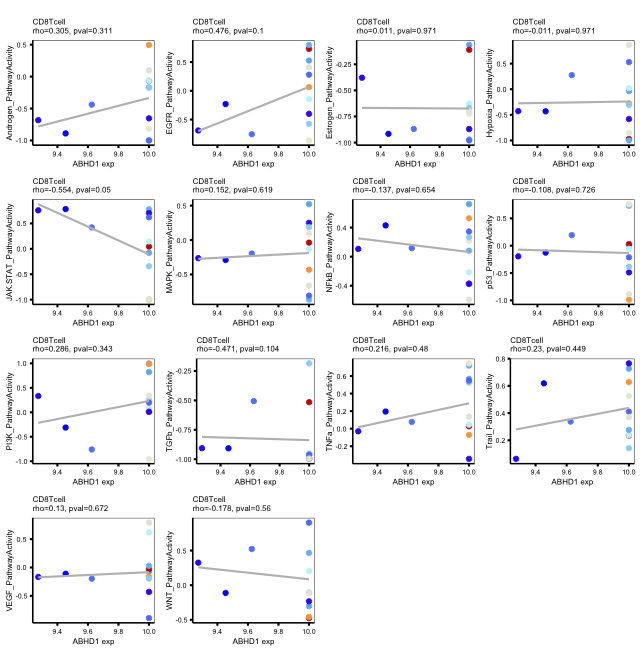 CD8Tcell
rho=0.305, pval=0.311
Androgen_PathwayActivity
0.5
0.0
-0.5
-1.0
9.4 9.6 9.8 10.0
ABHD1 exp
CD8Tcell
rho=0.476, pval=0.1
EGFR_PathwayActivity
0.5
0.0
-0.5
9.4 9.6 9.8 10.0
ABHD1 exp
CD8Tcell
rho=0.011, pval=0.971
Estrogen_PathwayActivity
-0.25
-0.50
-0.75
-1.00
9.4 9.6 9.8 10.0
ABHD1 exp
CD8Tcell
rho=-0.011, pval=0.971
Hypoxia_PathwayActivity
0.5
0.0
-0.5
-1.0
9.4 9.6 9.8 10.0
ABHD1 exp
CD8Tcell
rho=-0.554, pval=0.05
JAK-STAT_PathwayActivity
0.5
0.0
-0.5
-1.0
9.4 9.6 9.8 10.0
ABHD1 exp
CD8Tcell
rho=0.152, pval=0.619
MAPK_PathwayActivity
0.5
0.0
-0.5
9.4 9.6 9.8 10.0
ABHD1 exp
CD8Tcell
rho=-0.137, pval=0.654
NFkB_PathwayActivity
0.4
0.0
-0.4
9.4 9.6 9.8 10.0
ABHD1 exp
CD8Tcell
rho=-0.108, pval=0.726
p53_PathwayActivity
0.5
0.0
-0.5
-1.0
9.4 9.6 9.8 10.0
ABHD1 exp
CD8Tcell
rho=0.286, pval=0.343
PI3K_PathwayActivity
1.0
0.5
0.0
-0.5
-1.0
9.4 9.6 9.8 10.0
ABHD1 exp
CD8Tcell
rho=-0.471, pval=0.104
TGFb_PathwayActivity
-0.25
-0.50
-0.75
-1.00
9.4 9.6 9.8 10.0
ABHD1 exp
CD8Tcell
rho=0.216, pval=0.48
TNFa_PathwayActivity
0.6
0.4
0.2
0.0
-0.2
9.4 9.6 9.8 10.0
ABHD1 exp
CD8Tcell
rho=0.23, pval=0.449
Trail_PathwayActivity
0.8
0.6
0.4
0.2
9.4 9.6 9.8 10.0
ABHD1 exp
CD8Tcell
rho=0.13, pval=0.672
VEGF_PathwayActivity
0.5
0.0
-0.5
9.4 9.6 9.8 10.0
ABHD1 exp
CD8Tcell
rho=-0.178, pval=0.56
WNT_PathwayActivity
0.5
0.0
-0.5
9.4 9.6 9.8 10.0
ABHD1 exp